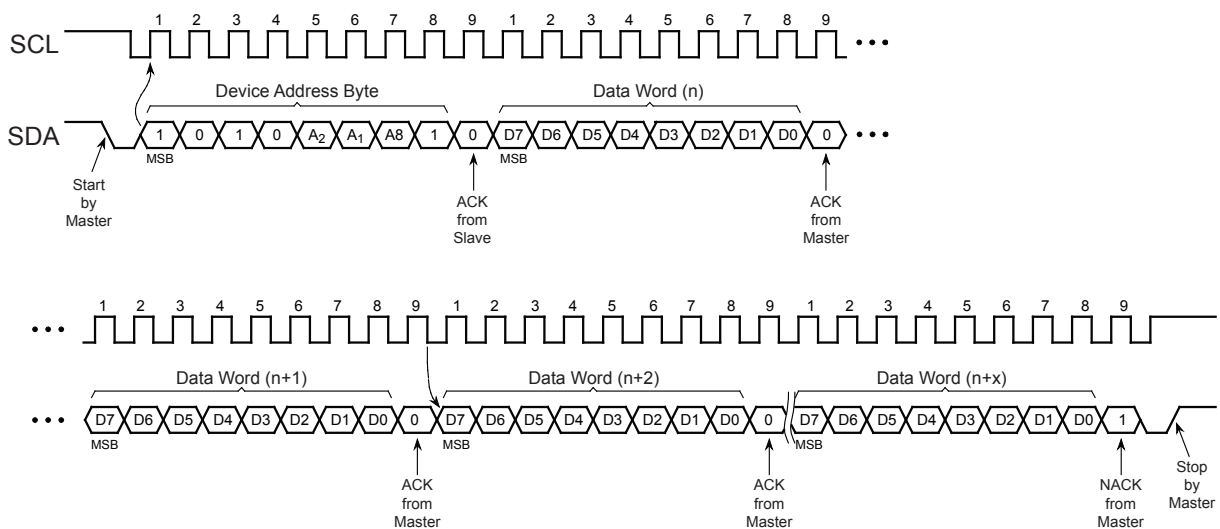 1 2 3 4 5 6 7 8 9 1 2 3 4 5 6 7 8 9
SCL
Device Address Byte Data Word (n)
SDA 1 0 1 0 A2 A1 A8 1 0 D7 D6 D5 D4 D3 D2 D1 D0 0
MSB MSB
Start
by
Master
ACK
from
Slave
ACK
from
Master
1 2 3 4 5 6 7 8 9 1 2 3 4 5 6 7 8 9 1 2 3 4 5 6 7 8 9
Data Word (n+1) Data Word (n+2) Data Word (n+x)
D7 D6 D5 D4 D3 D2 D1 D0 0 D7 D6 D5 D4 D3 D2 D1 D0 0 D7 D6 D5 D4 D3 D2 D1 D0 1
MSB MSB MSB
ACK
from
Master
ACK
from
Master
NACK
from
Master
Stop
by
Master